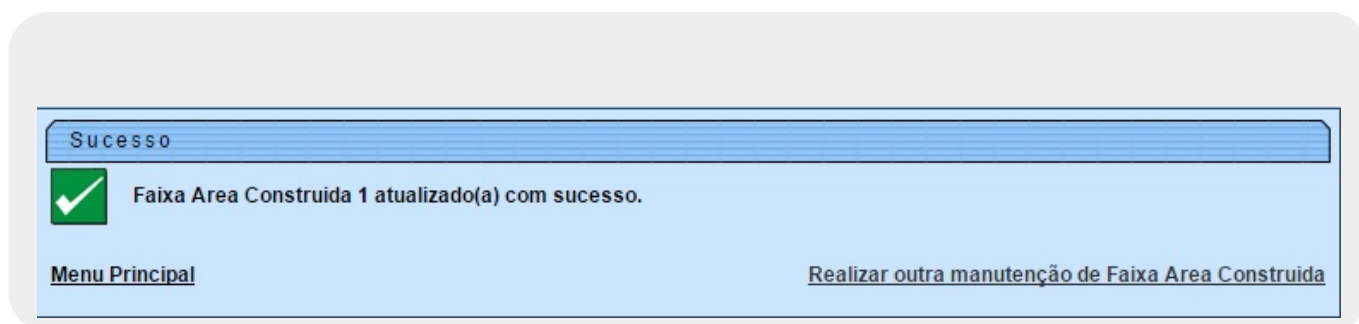 Sucesso
Faixa Area Construida 1 atualizado(a) com sucesso.
Menu Principal
Realizar outra manutenção de Faixa Area Construida